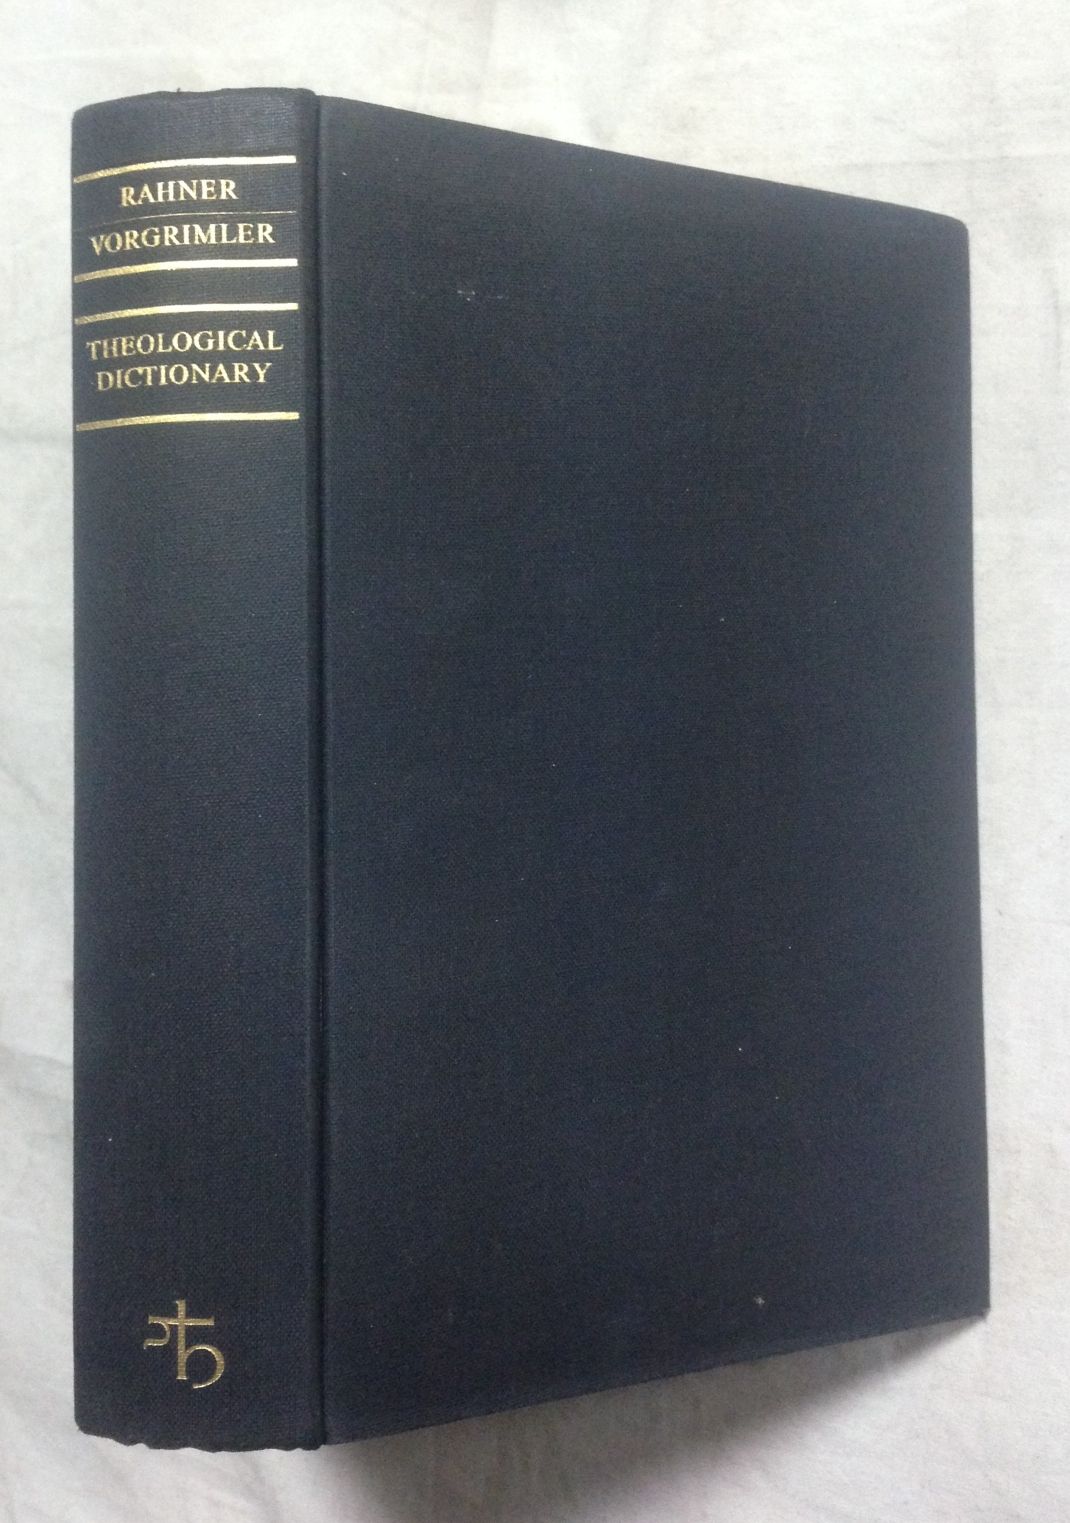 RAHNER
VORGRIMLER
THEOLOGICAL
DICTIONARY